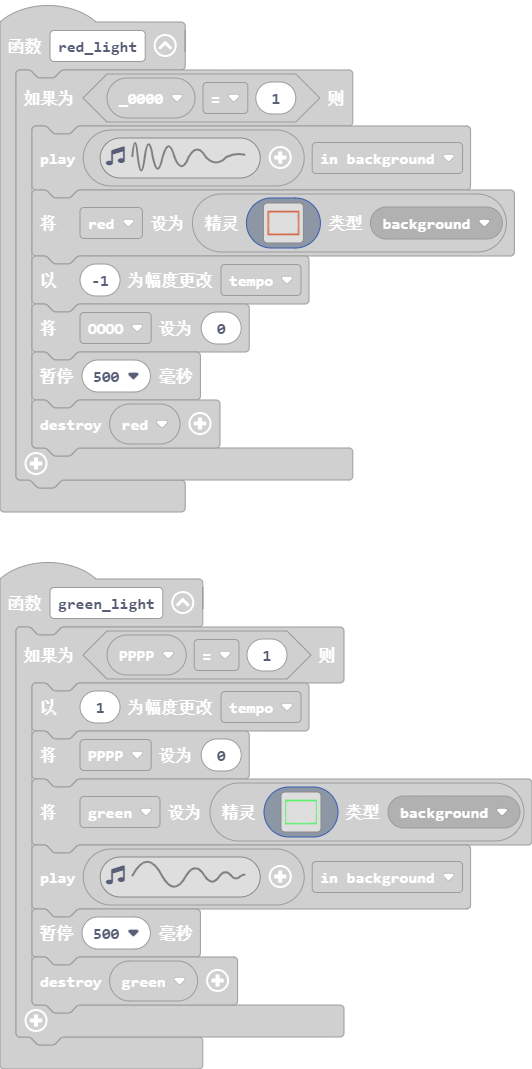 函数 red_light
如果为 _0000 = 1 则
play in background
将 red 设为 精灵 类型 background
以 -1 为幅度更改 tempo
将 OOOO 设为 0
暂停 500 毫秒
destroy red
函数 green_light
如果为 PPPP = 1 则
以 1 为幅度更改 tempo
将 PPPP 设为 0
将 green 设为 精灵 类型 background
play in background
暂停 500 毫秒
destroy green